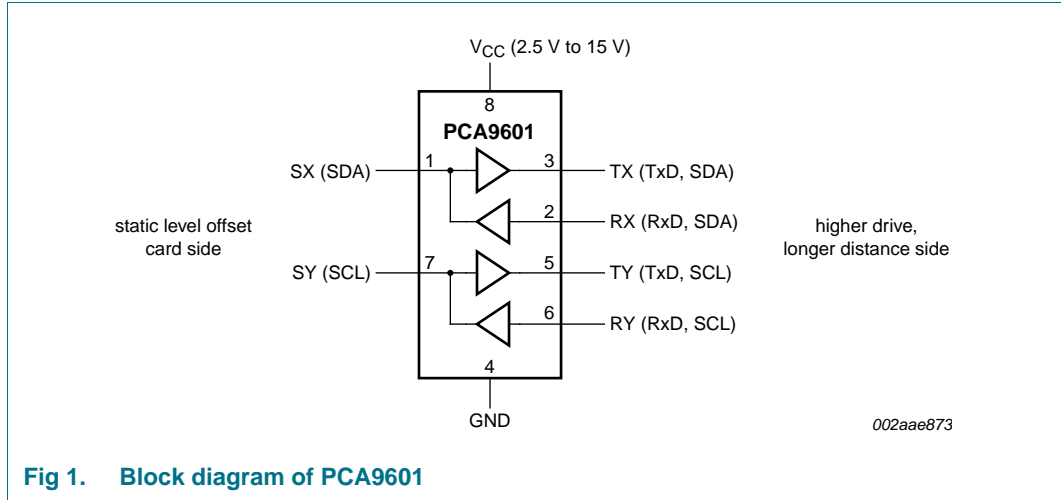 VCC (2.5 V to 15 V)
8
PCA9601
SX (SDA)
1
3
TX (TxD, SDA)
2
RX (RxD, SDA)
static level offset
card side
higher drive,
longer distance side
SY (SCL)
7
5
TY (TxD, SCL)
6
RY (RxD, SCL)
4
GND
002aae873
Fig 1. Block diagram of PCA9601